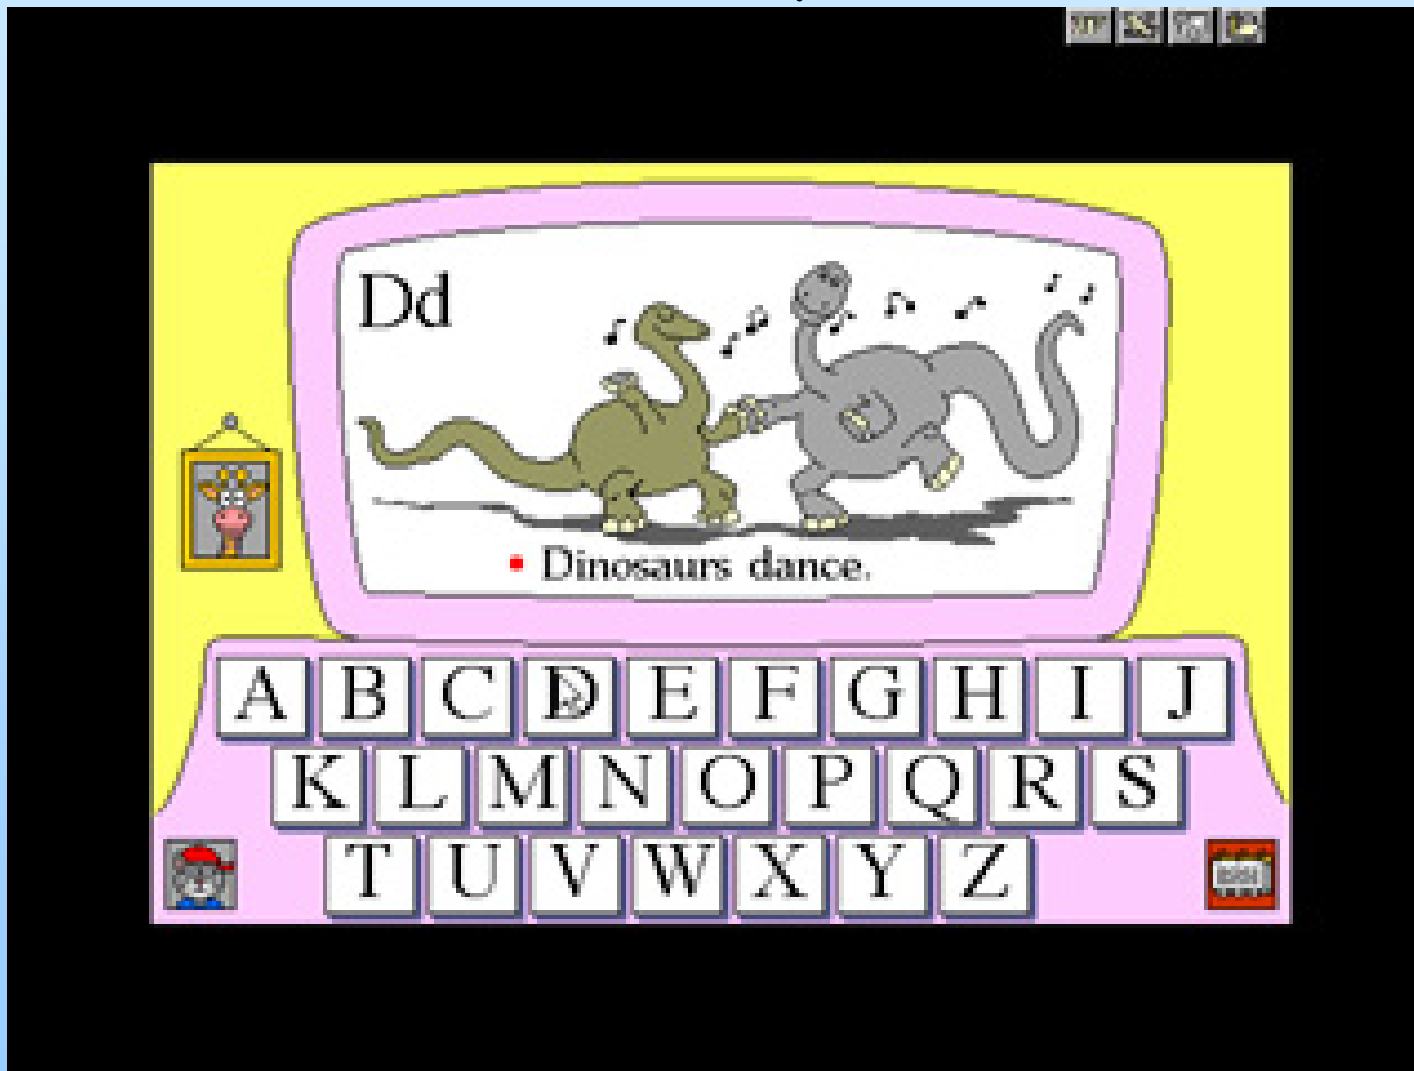 Dd
Dinosaurs dance.
A B C D E F G H I J
K L M N O P Q R S
T U V W X Y Z